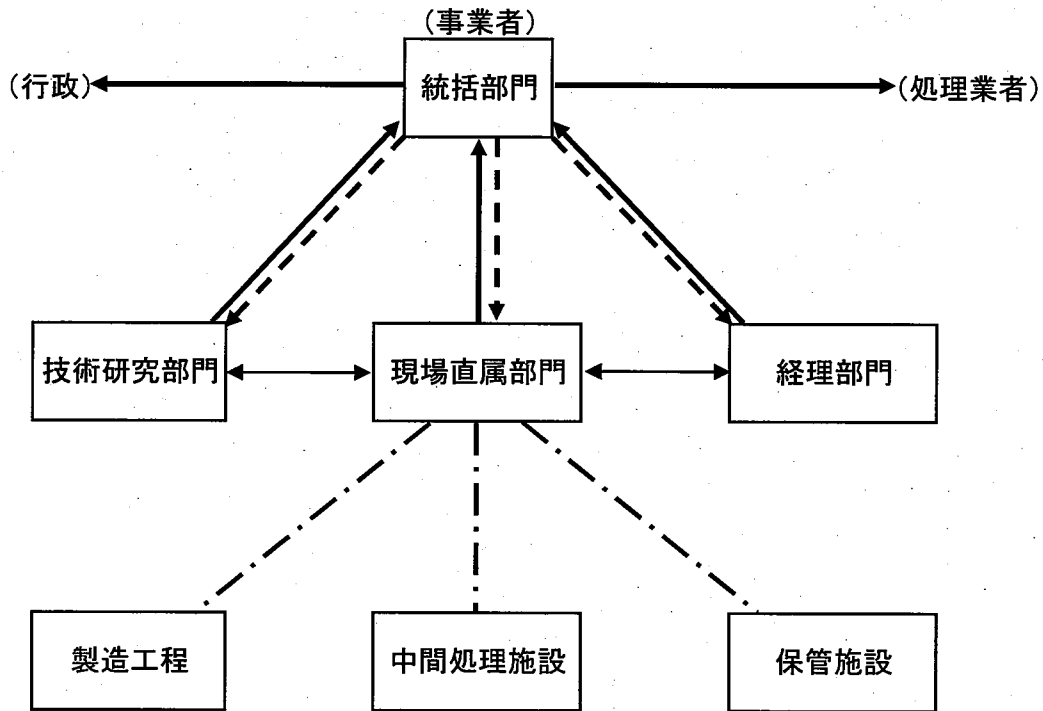 (事業者)
(行政)
統括部門
(処理業者)
技術研究部門
現場直属部門
経理部門
製造工程
中間処理施設
保管施設